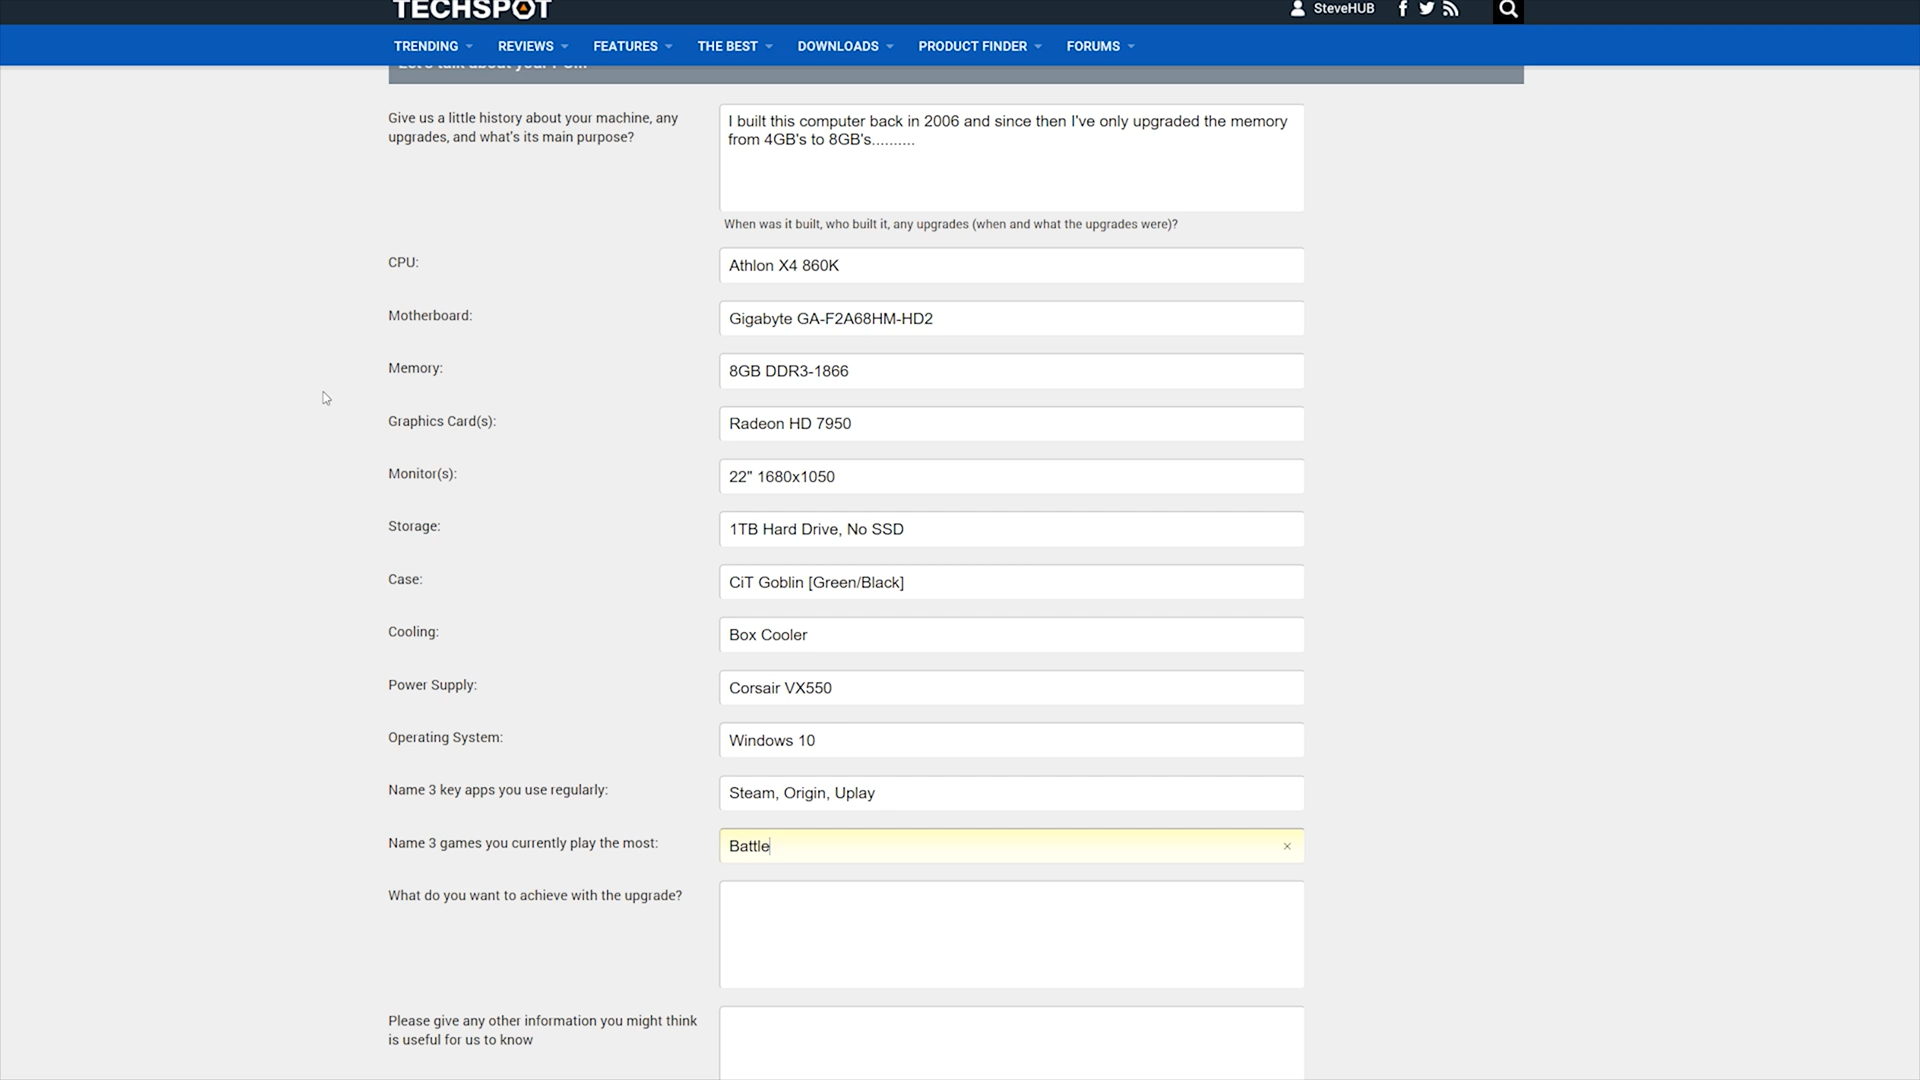 TECHSPOT
SteveHUB
TRENDING REVIEWS FEATURES THE BEST DOWNLOADS PRODUCT FINDER FORUMS
Let's talk about your PC...
Give us a little history about your machine, any
upgrades, and what's its main purpose?
I built this computer back in 2006 and since then I've only upgraded the memory
from 4GB's to 8GB's..........
When was it built, who built it, any upgrades (when and what the upgrades were)?
CPU:
Athlon X4 860K
Motherboard:
Gigabyte GA-F2A68HM-HD2
Memory:
8GB DDR3-1866
Graphics Card(s):
Radeon HD 7950
Monitor(s):
22" 1680x1050
Storage:
1TB Hard Drive, No SSD
Case:
CiT Goblin [Green/Black]
Cooling:
Box Cooler
Power Supply:
Corsair VX550
Operating System:
Windows 10
Name 3 key apps you use regularly:
Steam, Origin, Uplay
Name 3 games you currently play the most:
Battle
What do you want to achieve with the upgrade?
Please give any other information you might think
is useful for us to know